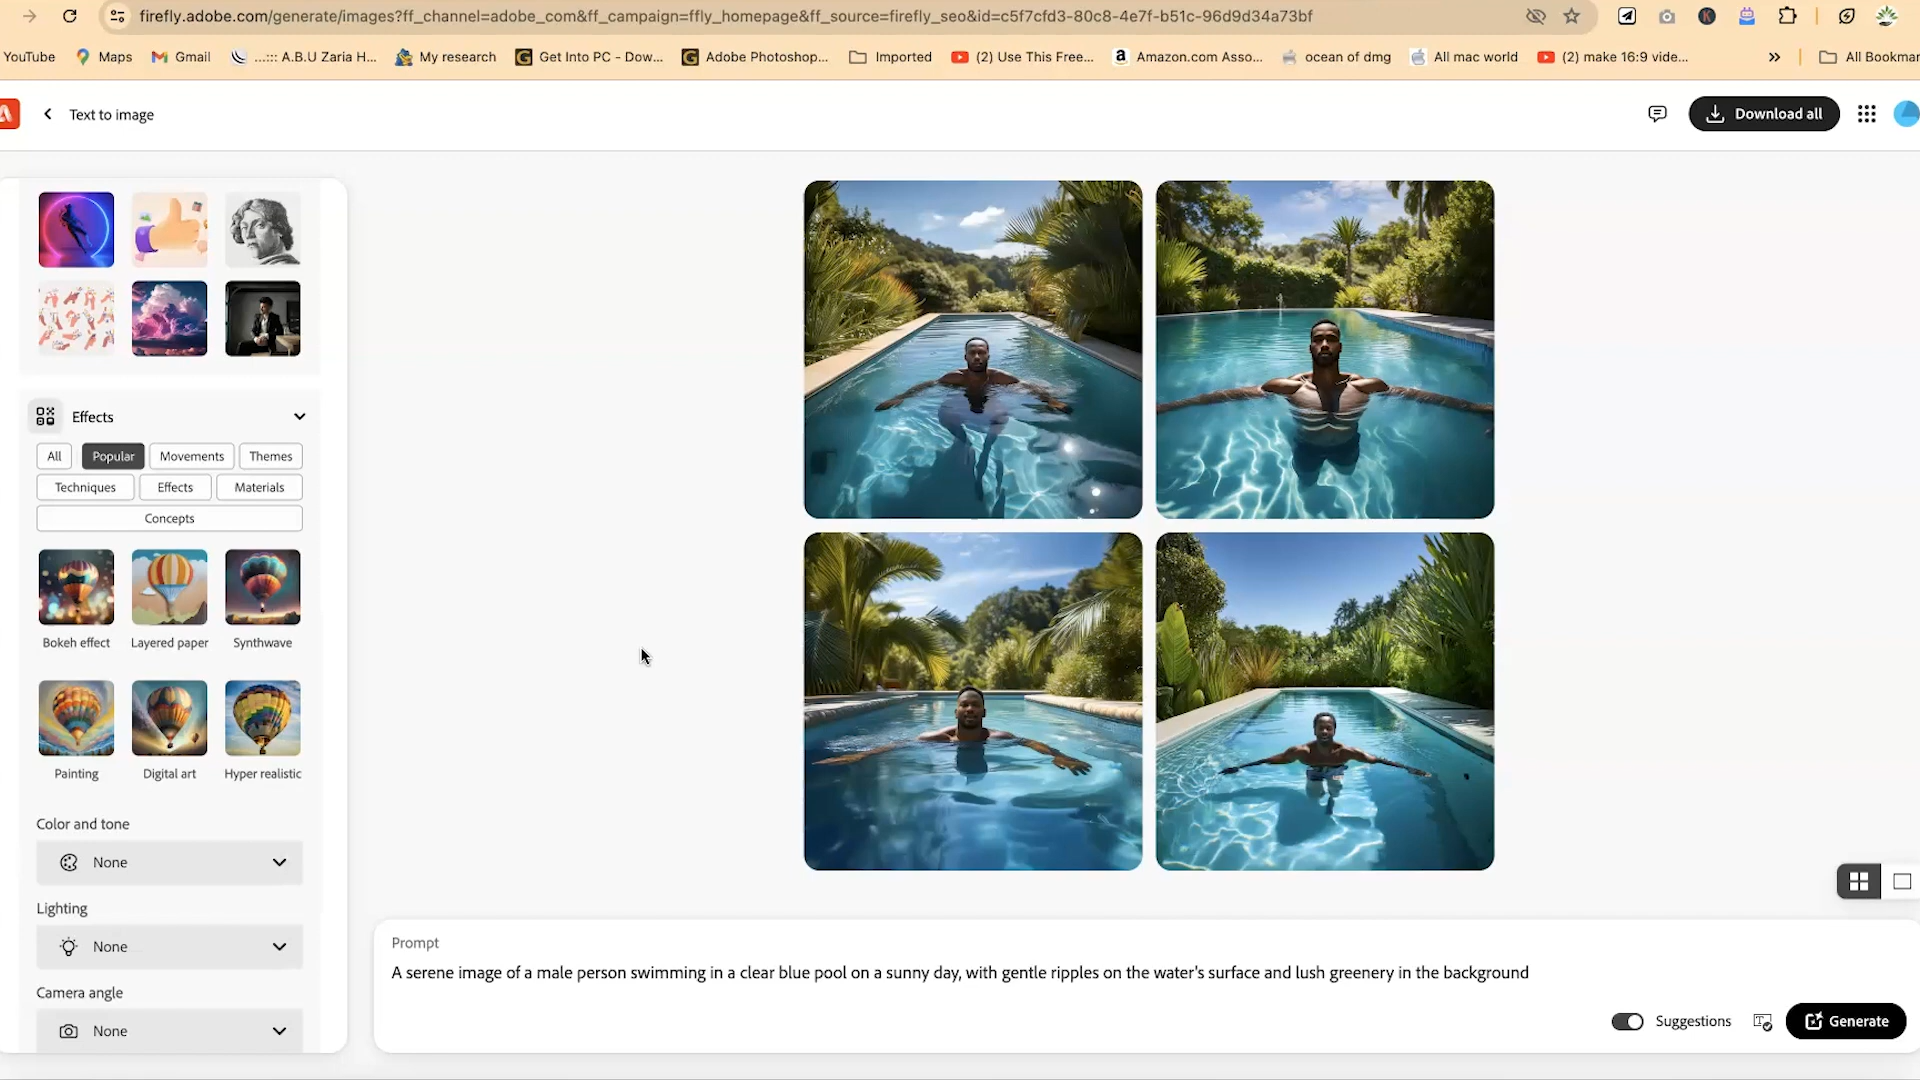 firefly.adobe.com/generate/images?ff_channel=adobe_com&ff_campaign=ffly_homepage&ff_source=firefly_seo&id=c5f7cfd3-80c8-4e7f-b51c-96d9d34a73bf
YouTube Maps Gmail ...::: A.B.U Zaria H... My research Get Into PC - Dow... Adobe Photoshop... Imported (2) Use This Free... Amazon.com Asso... ocean of dmg All mac world (2) make 16:9 vide... » All Bookmar
Text to image
Download all
Effects
All Popular Movements Themes
Techniques Effects Materials
Concepts
Bokeh effect Layered paper Synthwave
Painting Digital art Hyper realistic
Color and tone
None
Lighting
None
Camera angle
None
Prompt
A serene image of a male person swimming in a clear blue pool on a sunny day, with gentle ripples on the water's surface and lush greenery in the background
Suggestions
Generate